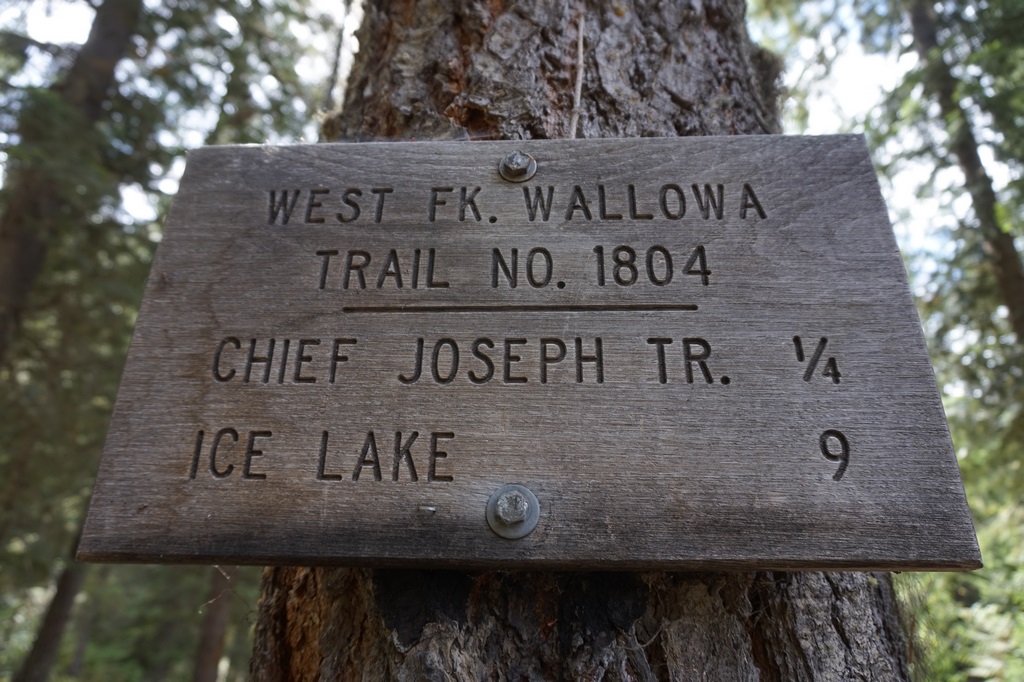 WEST FK. WALLOWA
TRAIL NO. 1804
CHIEF JOSEPH TR. 1/4
ICE LAKE 9